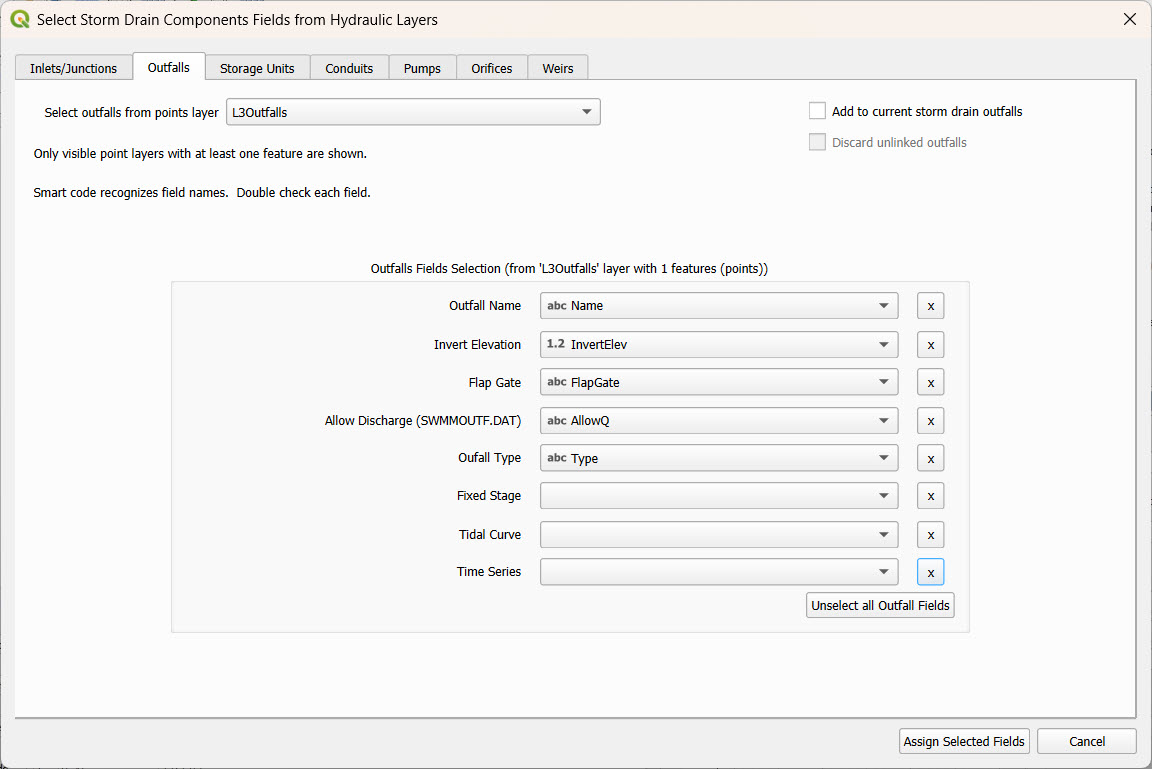 Select Storm Drain Components Fields from Hydraulic Layers
Inlets/Junctions Outfalls Storage Units Conduits Pumps Orifices Weirs
Select outfalls from points layer L3Outfalls
Add to current storm drain outfalls
Discard unlinked outfalls
Only visible point layers with at least one feature are shown.
Smart code recognizes field names. Double check each field.
Outfalls Fields Selection (from 'L3Outfalls' layer with 1 features (points))
Outfall Name abc Name x
Invert Elevation 1.2 InvertElev x
Flap Gate abc FlapGate x
Allow Discharge (SWMMOUTF.DAT) abc AllowQ x
Oufall Type abc Type x
Fixed Stage x
Tidal Curve x
Time Series x
Unselect all Outfall Fields
Assign Selected Fields Cancel